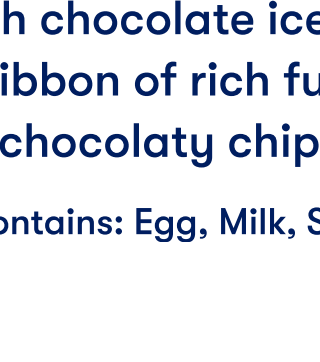 h chocolate ice
ibbon of rich fu
chocolaty chip
ontains: Egg, Milk, S